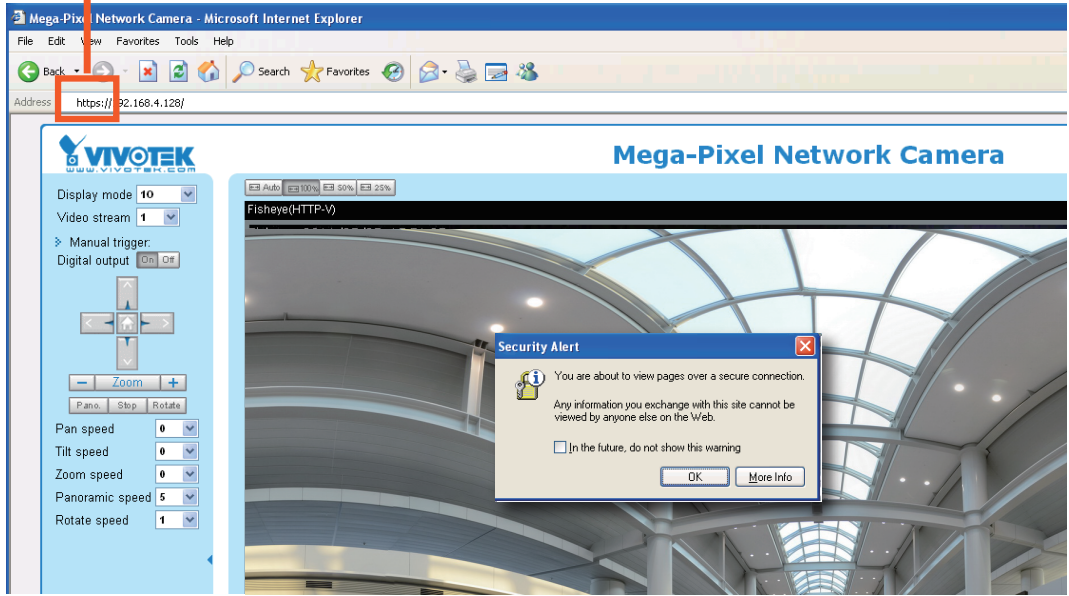 Mega-Pixel Network Camera - Microsoft Internet Explorer
File Edit View Favorites Tools Help
Back Search Favorites
Address https://192.168.4.128/
VIVOTEK
www.vivotek.com
Mega-Pixel Network Camera
Display mode 10
Auto 100% 50% 25%
Video stream 1
Fisheye(HTTP-V)
Manual trigger:
Digital output On Off
Zoom
Pano. Stop Rotate
Pan speed 0
Tilt speed 0
Zoom speed 0
Panoramic speed 5
Rotate speed 1
Security Alert
You are about to view pages over a secure connection.
Any information you exchange with this site cannot be
viewed by anyone else on the Web.
In the future, do not show this warning
OK More Info